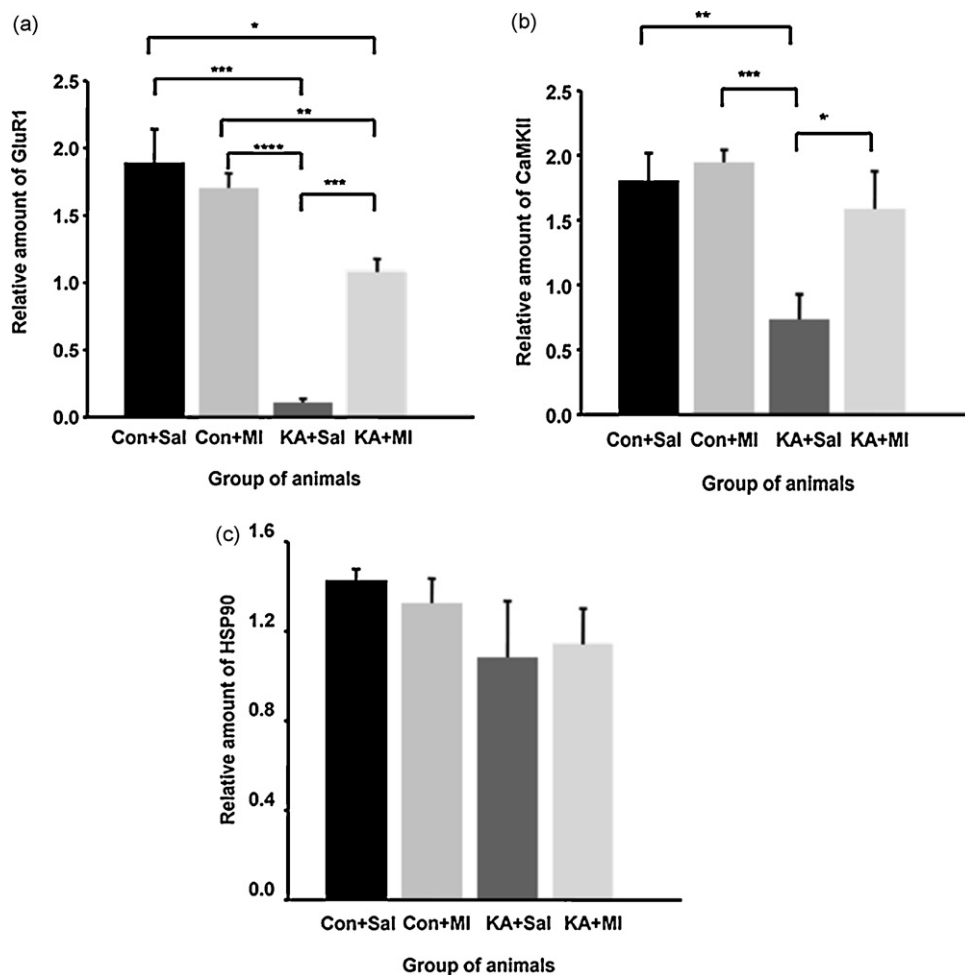 (a)
*
***
**
****
***
2.5
2.0
1.5
1.0
0.5
0.0
Relative amount of GluR1
Con+Sal Con+MI KA+Sal KA+MI
Group of animals
(b)
**
***
*
2.5
2.0
1.5
1.0
0.5
0.0
Relative amount of CaMKII
Con+Sal Con+MI KA+Sal KA+MI
Group of animals
(c)
1.6
1.2
0.8
0.4
0.0
Relative amount of HSP90
Con+Sal Con+MI KA+Sal KA+MI
Group of animals